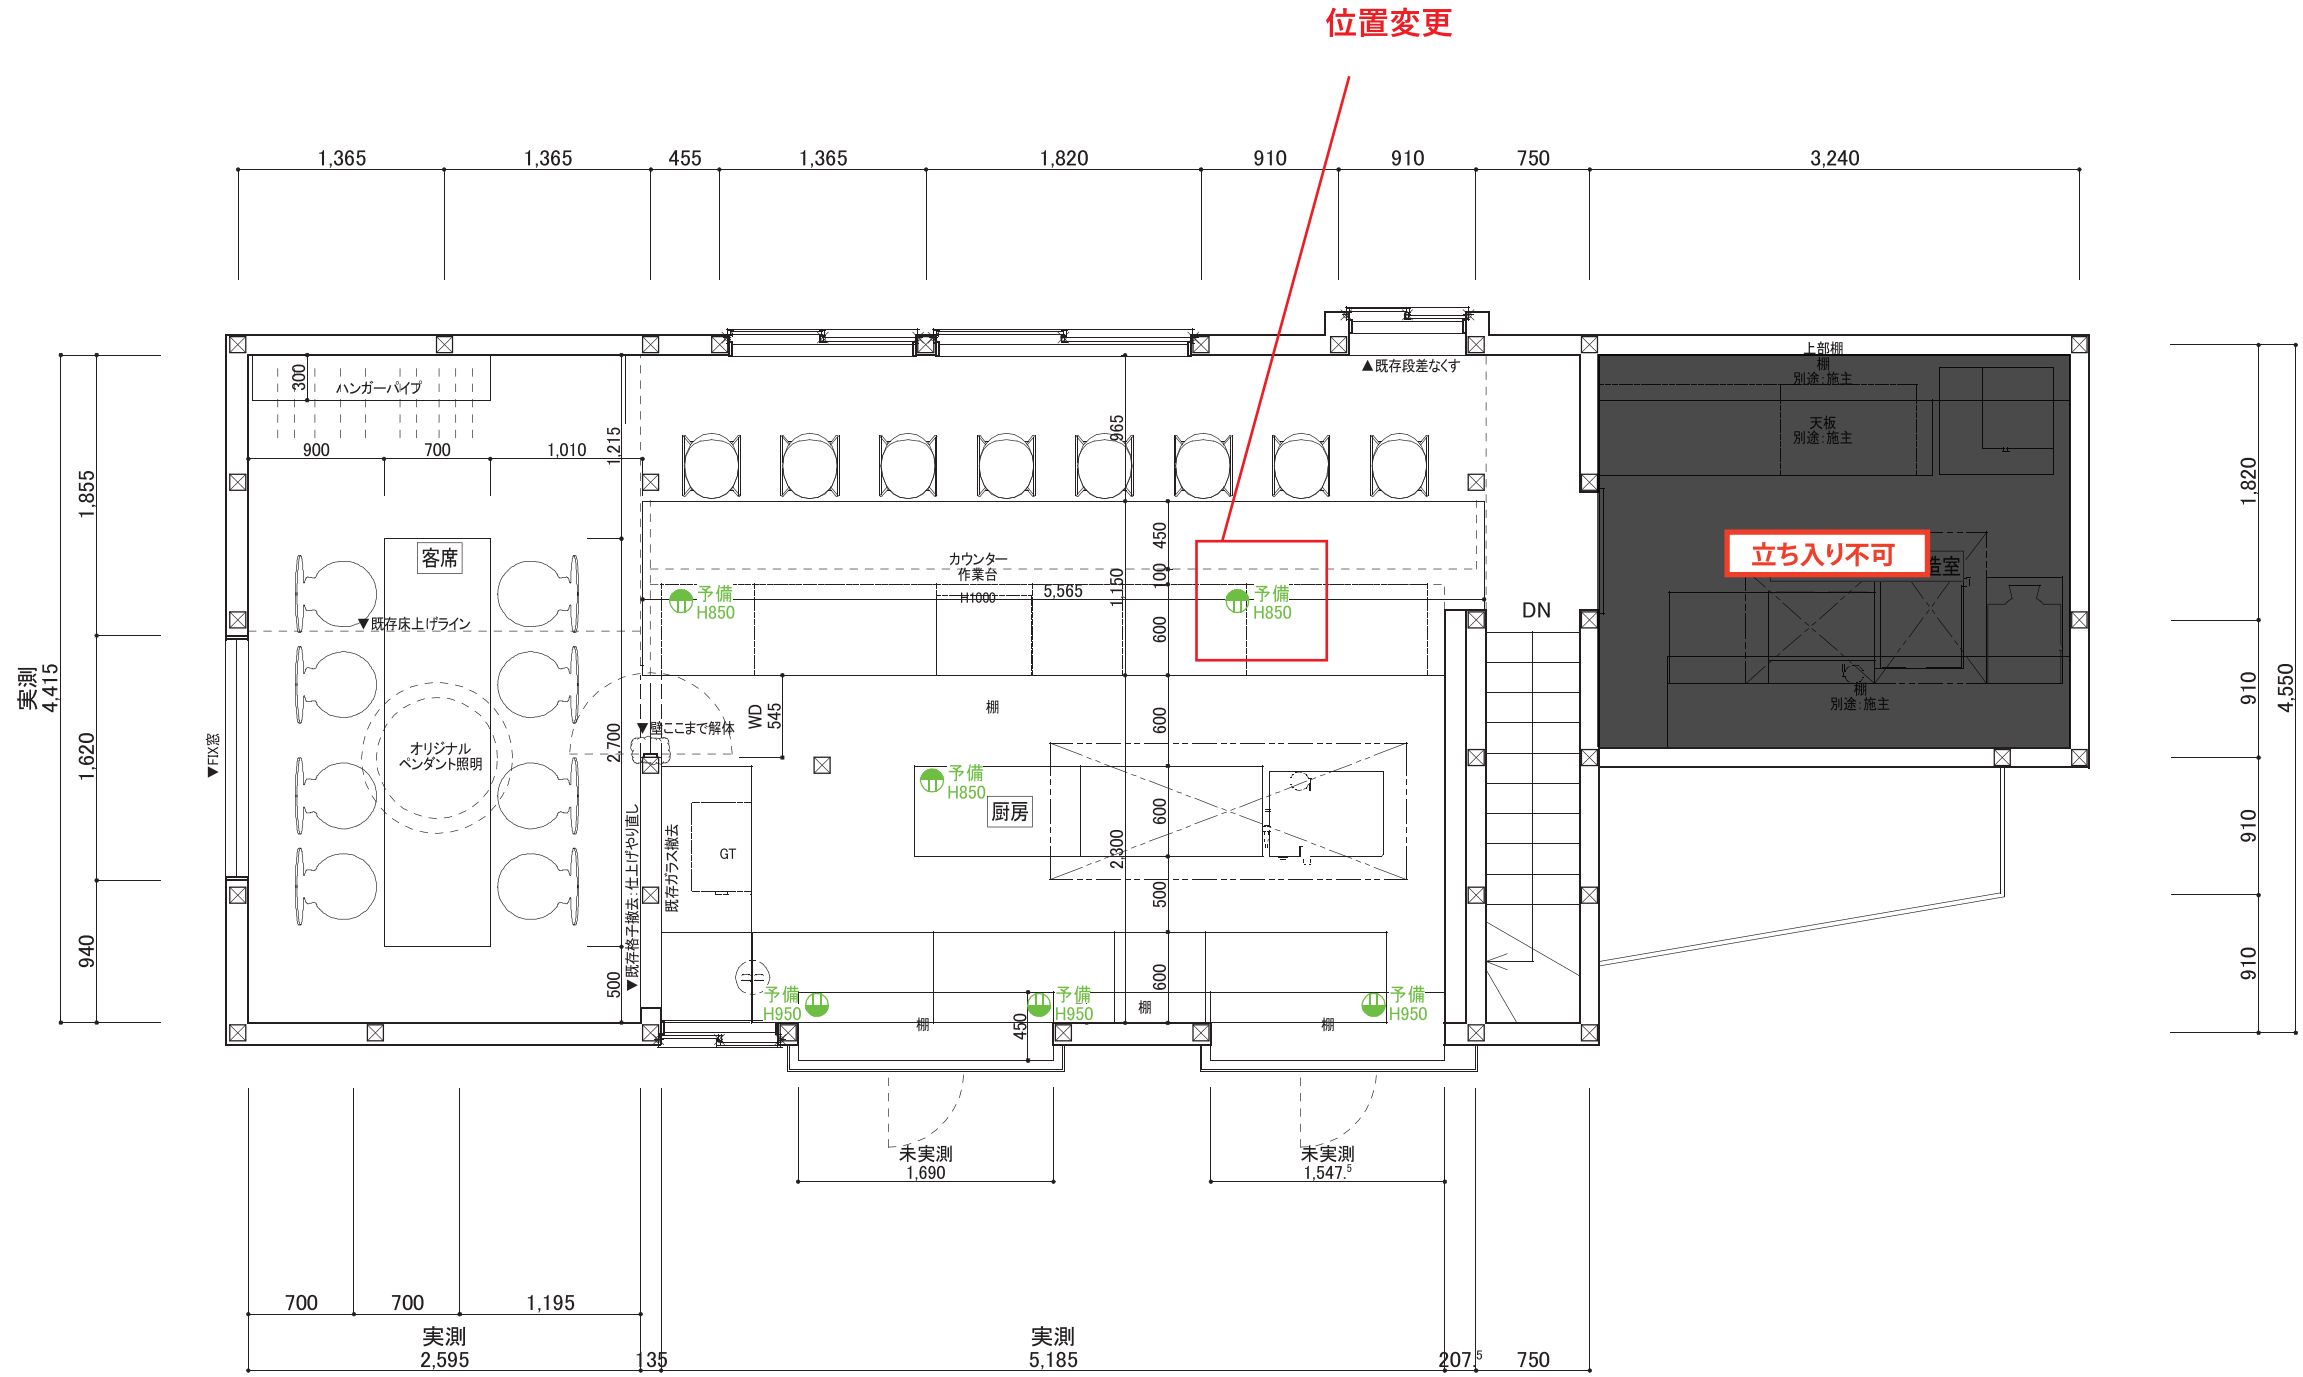 位置変更
1,365
1,365
455
1,365
1,820
910
910
750
3,240
上部棚
棚
別途：施主
天板
別途：施主
▲既存段差なくす
300
ハンガーパイプ
900
700
1,010
1,215
965
1,855
1,820
客席
カウンター
作業台
H1000
5,565
450
100
1,150
600
予備
H850
予備
H850
立ち入り不可
造室
DN
▼既存床上げライン
実測
4,415
1,620
▼FIX窓
オリジナル
ペンダント照明
2,700
▼壁ここまで解体
WD
545
棚
600
棚
別途：施主
910
4,550
予備
H850
厨房
600
2,300
GT
既存ガラス撤去
▼既存格子撤去：仕上げやり直し
500
910
940
500
600
910
予備
H950
予備
H950
予備
H950
棚
棚
棚
450
未実測
1,690
未実測
1,547.5
700
700
1,195
実測
2,595
135
実測
5,185
207.5
750